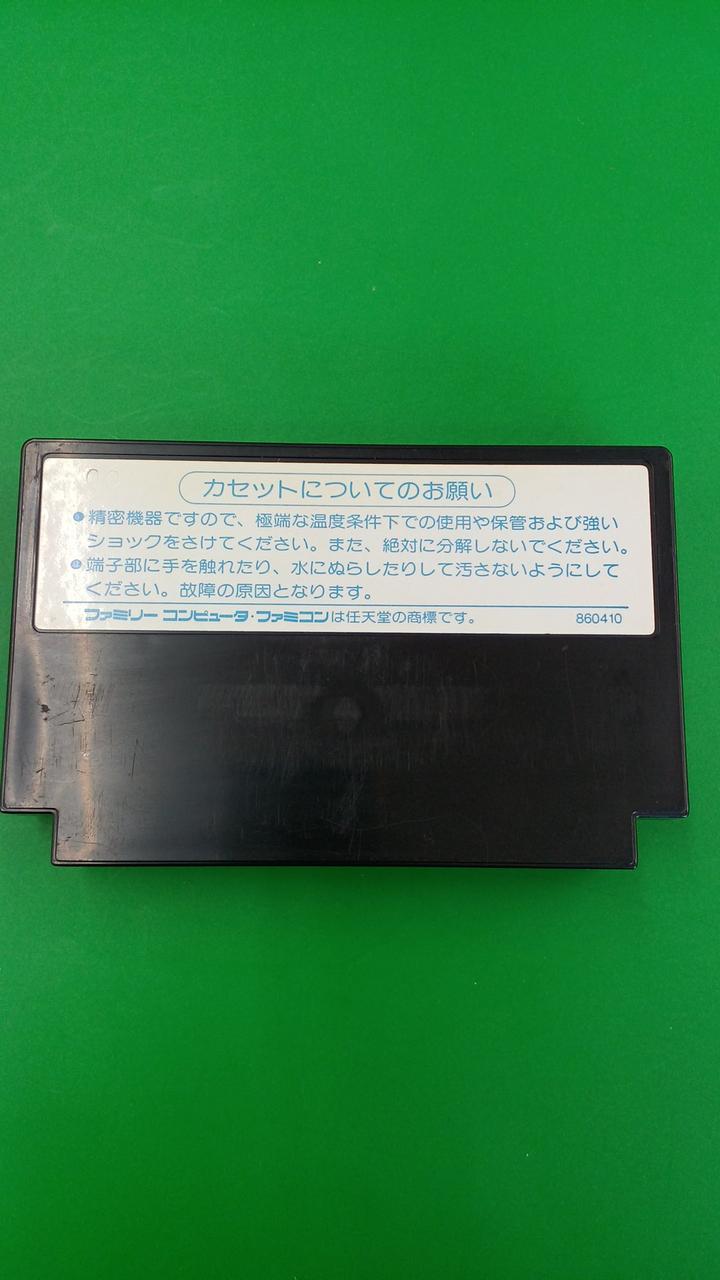 カセットについてのお願い
●精密機器ですので、極端な温度条件下での使用や保管および強い
ショックをさけてください。また、絶対に分解しないでください。
●端子部に手を触れたり、水にぬらしたりして汚さないようにして
ください。故障の原因となります。
ファミリー コンピュータ・ファミコンは任天堂の商標です。 860410